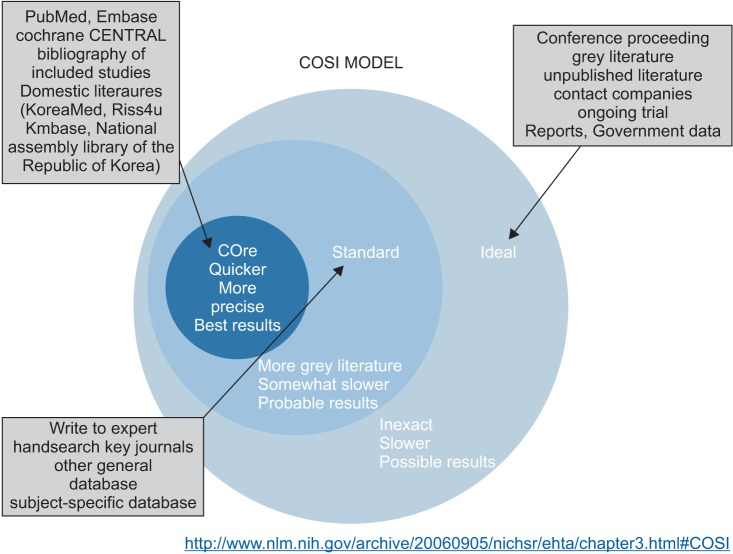 PubMed, Embase
cochrane CENTRAL
bibliography of
included studies
Domestic literaures
(KoreaMed, Riss4u
Kmbase, National
assembly library of the
Republic of Korea)
COSI MODEL
Conference proceeding
grey literature
unpublished literature
contact companies
ongoing trial
Reports, Government data
COre
Quicker
More
precise
Best results
Standard
Ideal
More grey literature
Somewhat slower
Probable results
Inexact
Slower
Possible results
Write to expert
handsearch key journals
other general
database
subject-specific database
http://www.nlm.nih.gov/archive/20060905/nichsr/ehta/chapter3.html#COSI